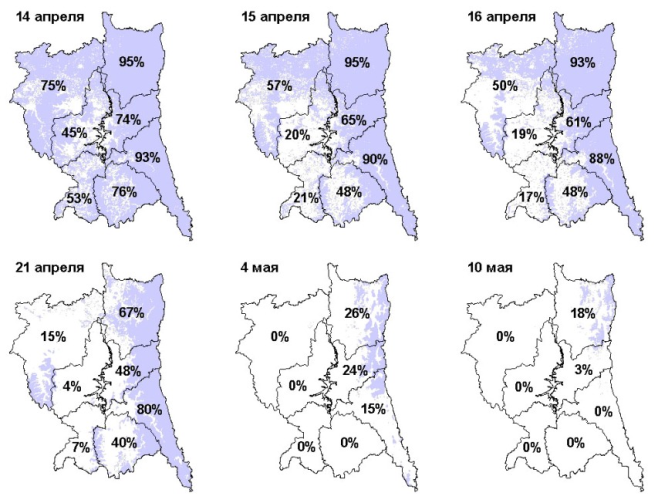 14 апреля 15 апреля 16 апреля
95% 95% 93%
75% 57% 50%
74% 65% 61%
45% 20% 19%
93% 90% 88%
53% 76% 21% 48% 17% 48%
21 апреля 4 мая 10 мая
67% 26% 18%
15% 0% 0%
48% 24% 3%
4% 0% 0%
80% 15% 0%
7% 40% 0% 0% 0% 0%